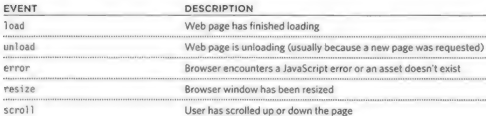 EVENT DESCRIPTION
load Web page has finished loading
unload Web page is unloading (usually because a new page was requested)
error Browser encounters a JavaScript error or an asset doesn't exist
resize Browser window has been resized
scroll User has scrolled up or down the page